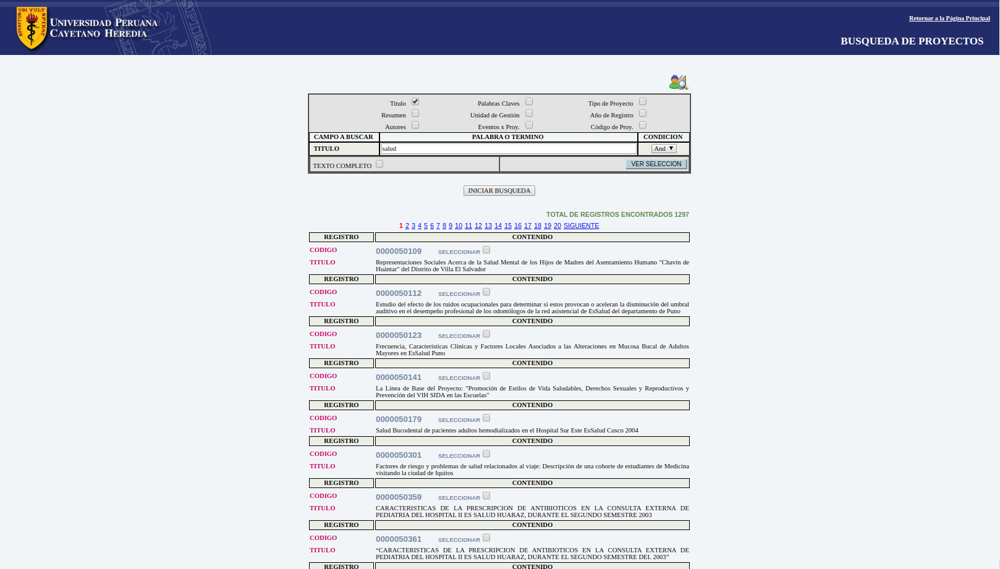 UBI VULT
SPIRITUS
SPIRAT
UNIVERSIDAD PERUANA
CAYETANO HEREDIA
Retornar a la Página Principal
BUSQUEDA DE PROYECTOS
Titulo Palabras Claves Tipo de Proyecto
Resumen Unidad de Gestión Año de Registro
Autores Eventos x Proy. Código de Proy.
CAMPO A BUSCAR PALABRA O TERMINO CONDICION
TITULO salud And
TEXTO COMPLETO VER SELECCION
INICIAR BUSQUEDA
TOTAL DE REGISTROS ENCONTRADOS 1297
1 2 3 4 5 6 7 8 9 10 11 12 13 14 15 16 17 18 19 20 SIGUIENTE
REGISTRO CONTENIDO
CODIGO 0000050109 SELECCIONAR
TITULO Representaciones Sociales Acerca de la Salud Mental de los Hijos de Madres del Asentamiento Humano "Chavín de
Huántar" del Distrito de Villa El Salvador
REGISTRO CONTENIDO
CODIGO 0000050112 SELECCIONAR
TITULO Estudio del efecto de los ruidos ocupacionales para determinar si estos provocan o aceleran la disminución del umbral
auditivo en el desempeño profesional de los odontólogos de la red asistencial de EsSalud del departamento de Puno
REGISTRO CONTENIDO
CODIGO 0000050123 SELECCIONAR
TITULO Frecuencia, Características Clínicas y Factores Locales Asociados a las Alteraciones en Mucosa Bucal de Adultos
Mayores en EsSalud Puno
REGISTRO CONTENIDO
CODIGO 0000050141 SELECCIONAR
TITULO La Línea de Base del Proyecto: "Promoción de Estilos de Vida Saludables, Derechos Sexuales y Reproductivos y
Prevención del VIH SIDA en las Escuelas"
REGISTRO CONTENIDO
CODIGO 0000050179 SELECCIONAR
TITULO Salud Bucodental de pacientes adultos hemodializados en el Hospital Sur Este EsSalud Cusco 2004
REGISTRO CONTENIDO
CODIGO 0000050301 SELECCIONAR
TITULO Factores de riesgo y problemas de salud relacionados al viaje: Descripción de una cohorte de estudiantes de Medicina
visitando la ciudad de Iquitos
REGISTRO CONTENIDO
CODIGO 0000050359 SELECCIONAR
TITULO CARACTERISTICAS DE LA PRESCRIPCION DE ANTIBIOTICOS EN LA CONSULTA EXTERNA DE
PEDIATRIA DEL HOSPITAL II ES SALUD HUARAZ, DURANTE EL SEGUNDO SEMESTRE 2003
REGISTRO CONTENIDO
CODIGO 0000050361 SELECCIONAR
TITULO “CARACTERISTICAS DE LA PRESCRIPCION DE ANTIBIOTICOS EN LA CONSULTA EXTERNA DE
PEDIATRIA DEL HOSPITAL II ES SALUD HUARAZ, DURANTE EL SEGUNDO SEMESTRE DEL 2003”
REGISTRO CONTENIDO